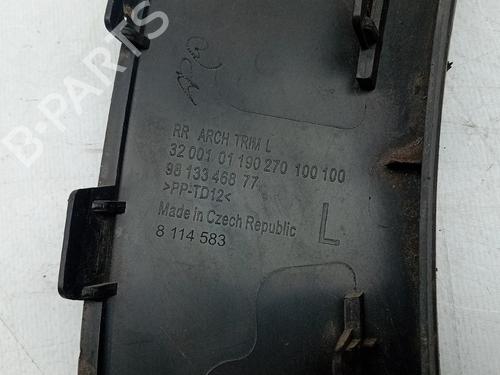 B-PARTS
RR ARCH TRIM L
32 001 01 190 270 100 100
98 133 468 77
>PP-TD12<
Made in Czech Republic
8 114 583
L